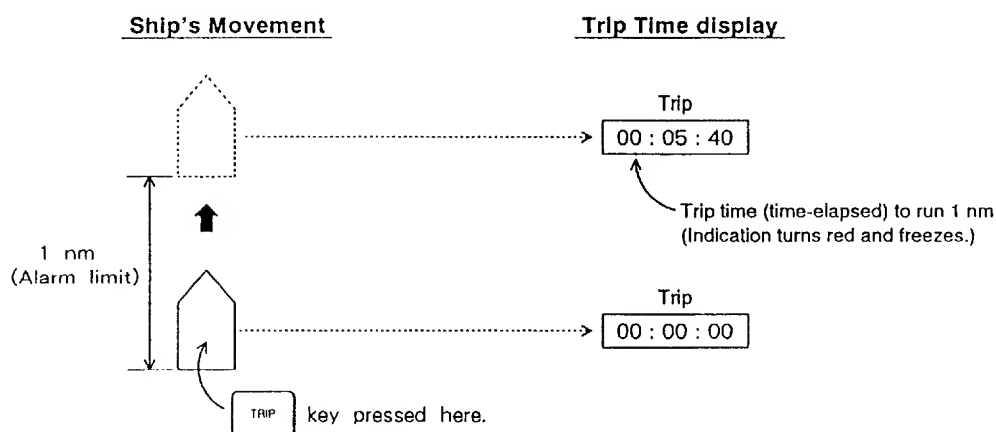 Ship's Movement
Trip Time display
Trip
00 : 05 : 40
Trip time (time-elapsed) to run 1 nm
(Indication turns red and freezes.)
1 nm
(Alarm limit)
Trip
00 : 00 : 00
TRIP key pressed here.